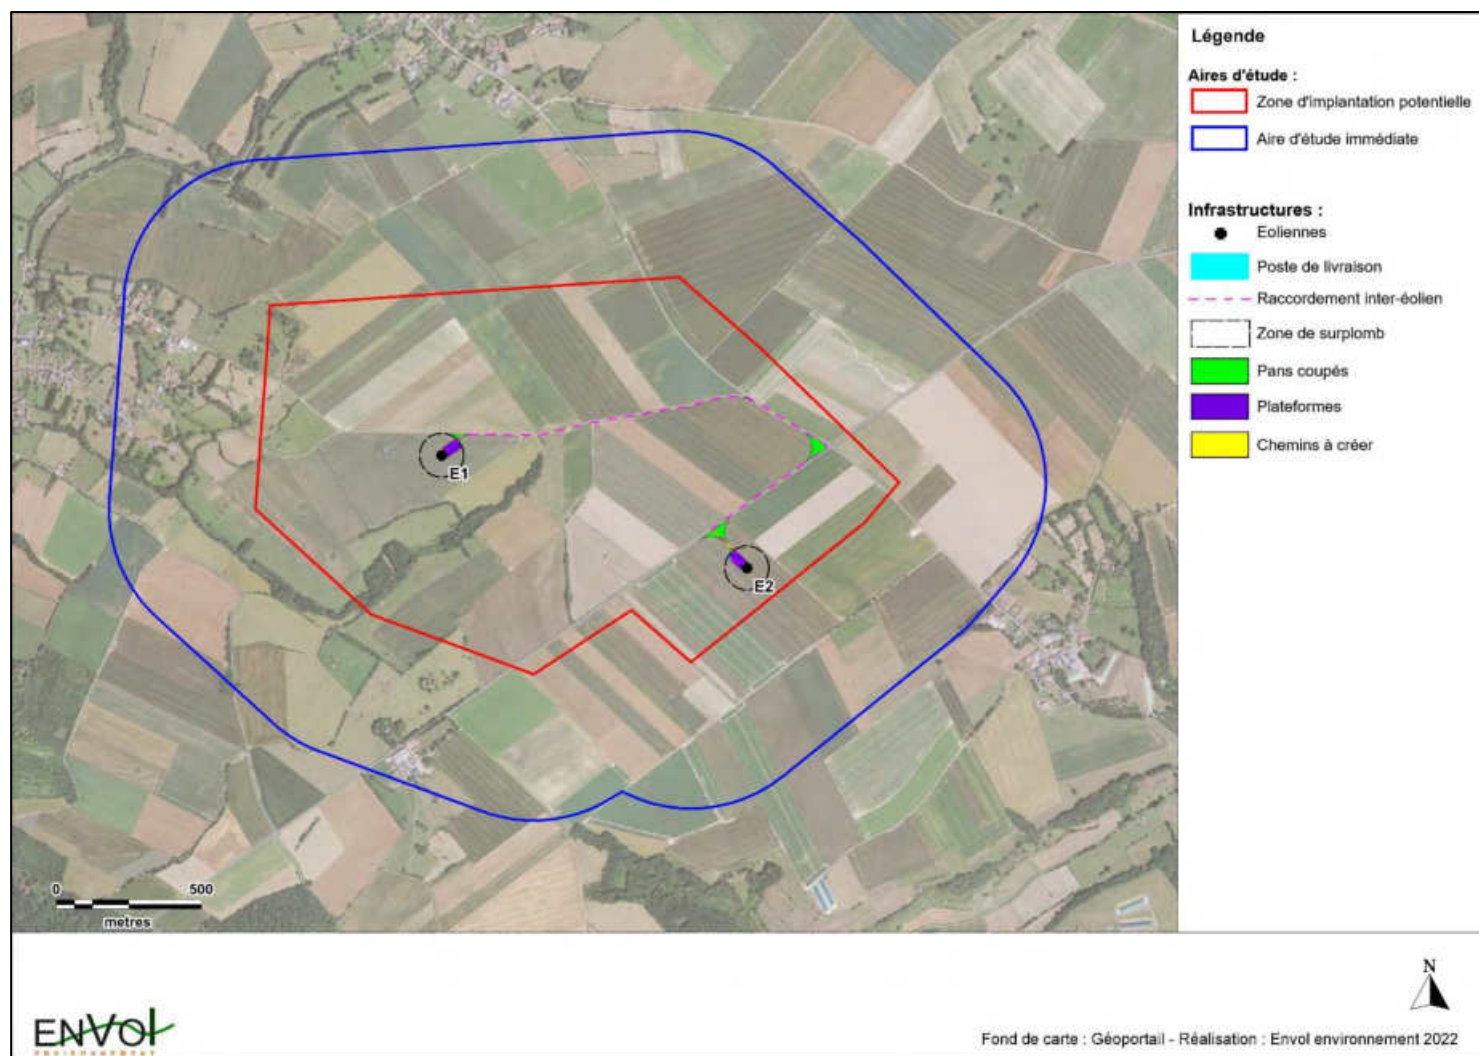 Légende
Aires d'étude :
Zone d'implantation potentielle
Aire d'étude immédiate
Infrastructures :
Eoliennes
Poste de livraison
Raccordement inter-éolien
Zone de surplomb
Pans coupés
Plateformes
Chemins à créer
E1
E2
0 500
metres
N
ENVOl
ENVIRONNEMENT
Fond de carte : Géoportail - Réalisation : Envol environnement 2022